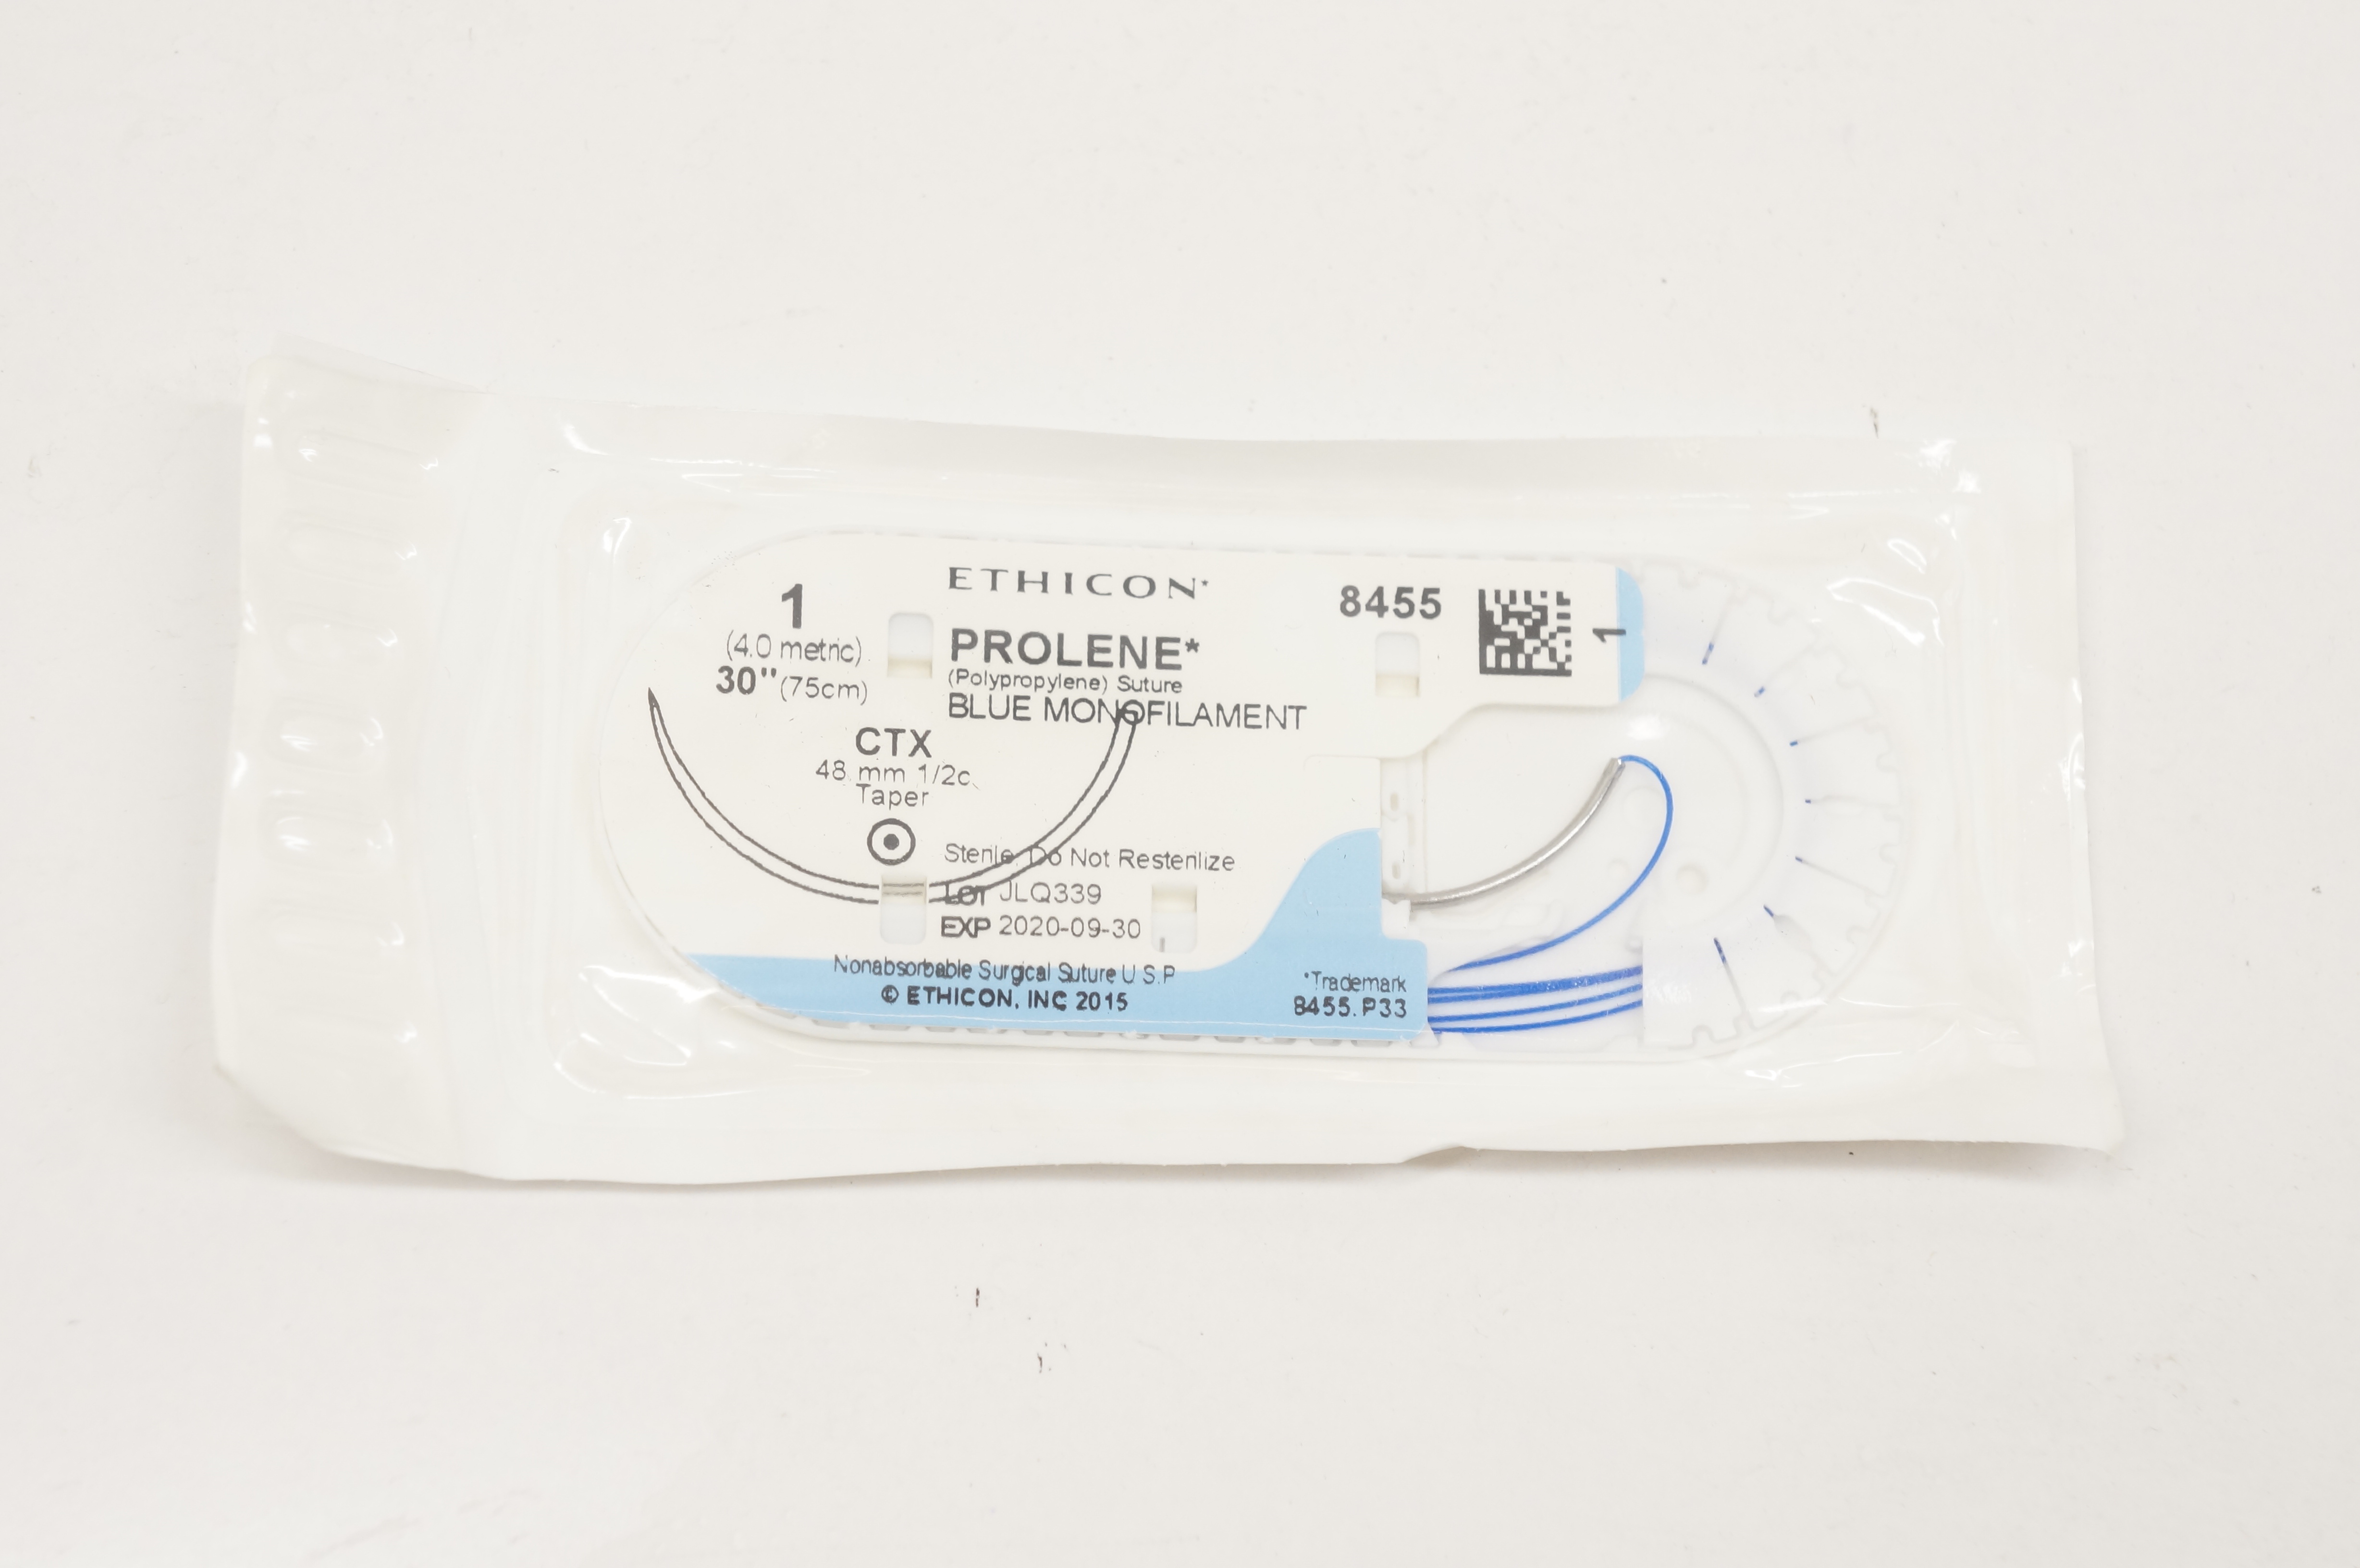 ETHICON*
8455
1
1
(4.0 metric)
30" (75cm)
PROLENE*
(Polypropylene) Suture
BLUE MONOFILAMENT
CTX
48 mm 1/2c
Taper
Sterile. Do Not Resterilize
LOT JLQ339
EXP 2020-09-30
Nonabsorbable Surgical Suture U.S.P
© ETHICON, INC 2015
*Trademark
8455.P33